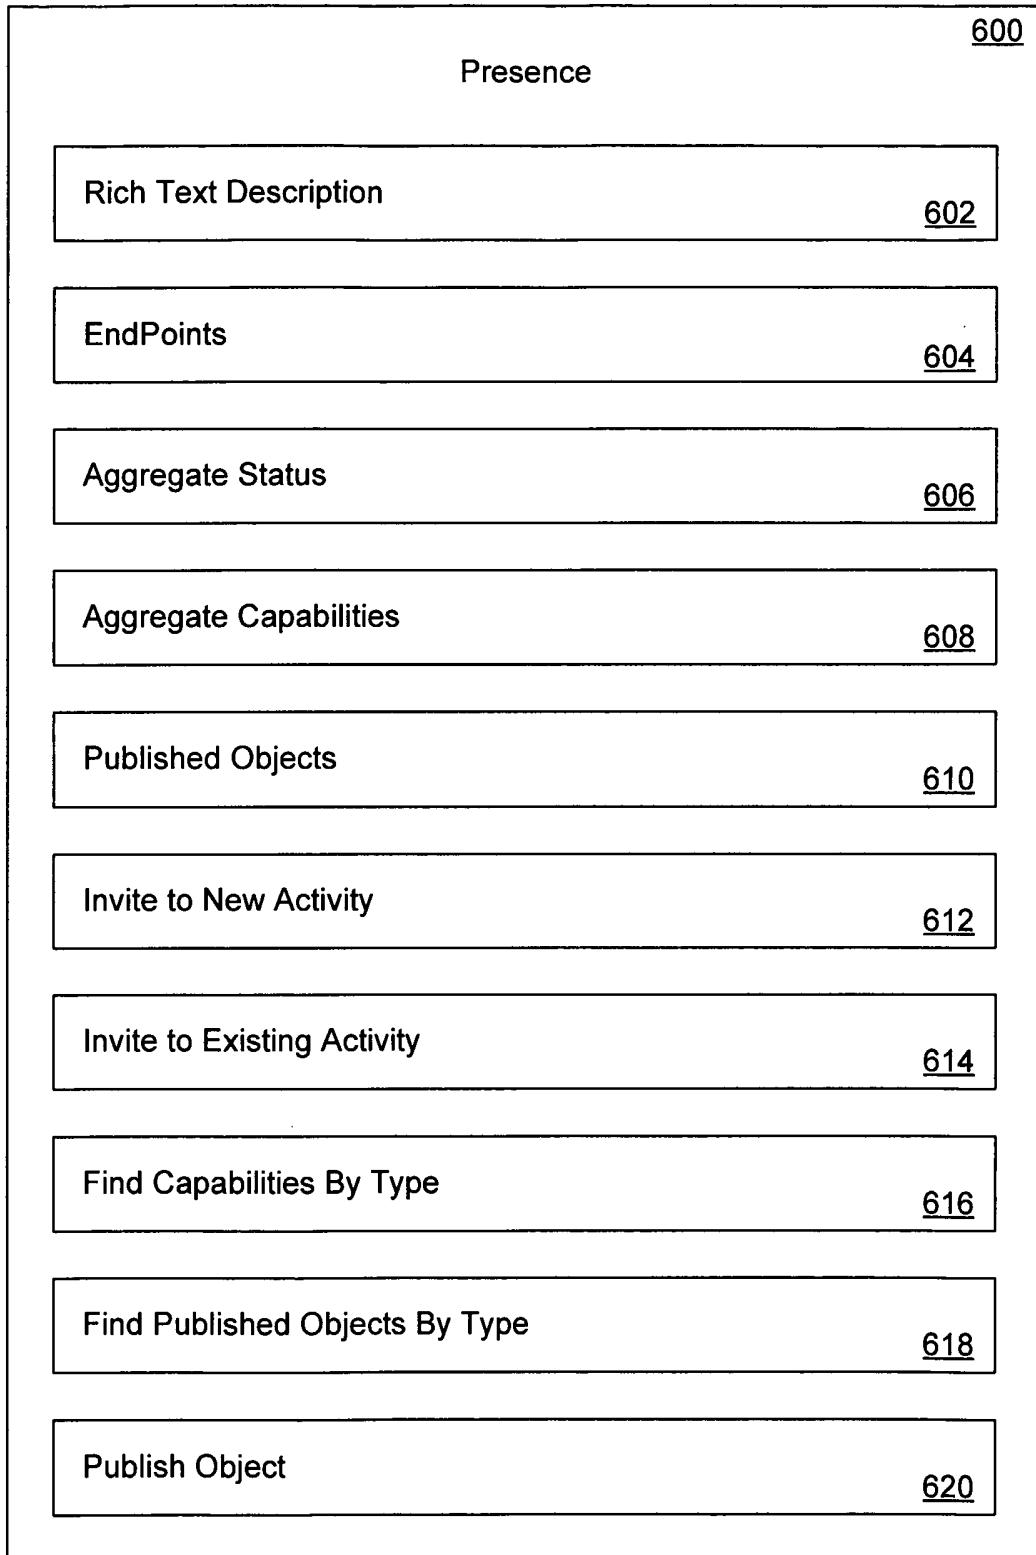 600
Presence
Rich Text Description
602
EndPoints
604
Aggregate Status
606
Aggregate Capabilities
608
Published Objects
610
Invite to New Activity
612
Invite to Existing Activity
614
Find Capabilities By Type
616
Find Published Objects By Type
618
Publish Object
620